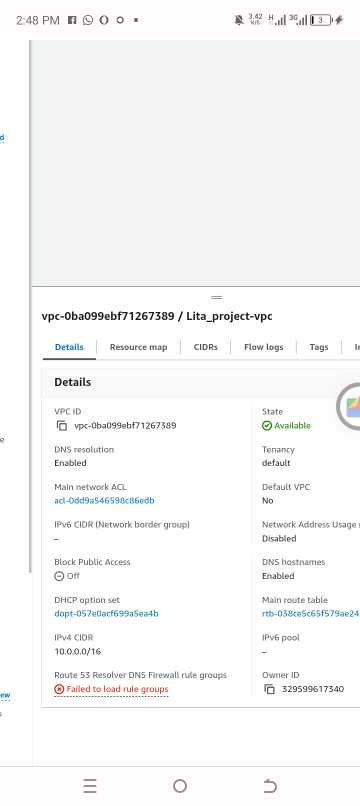 2:48 PM
3.42
K/S
H
3G
3
d
vpc-0ba099ebf71267389 / Lita_project-vpc
Details
Resource map
CIDRs
Flow logs
Tags
Details
VPC ID
vpc-0ba099ebf71267389
State
Available
DNS resolution
Enabled
Tenancy
default
e
Main network ACL
acl-0dd9a546598c86edb
Default VPC
No
IPv6 CIDR (Network border group)
–
Network Address Usage
Disabled
Block Public Access
Off
DNS hostnames
Enabled
DHCP option set
dopt-057e0acf699a5ea4b
Main route table
rtb-038ce5c65f579ae24
IPv4 CIDR
10.0.0.0/16
IPv6 pool
–
Route 53 Resolver DNS Firewall rule groups
Failed to load rule groups
Owner ID
329599617340
ew
s